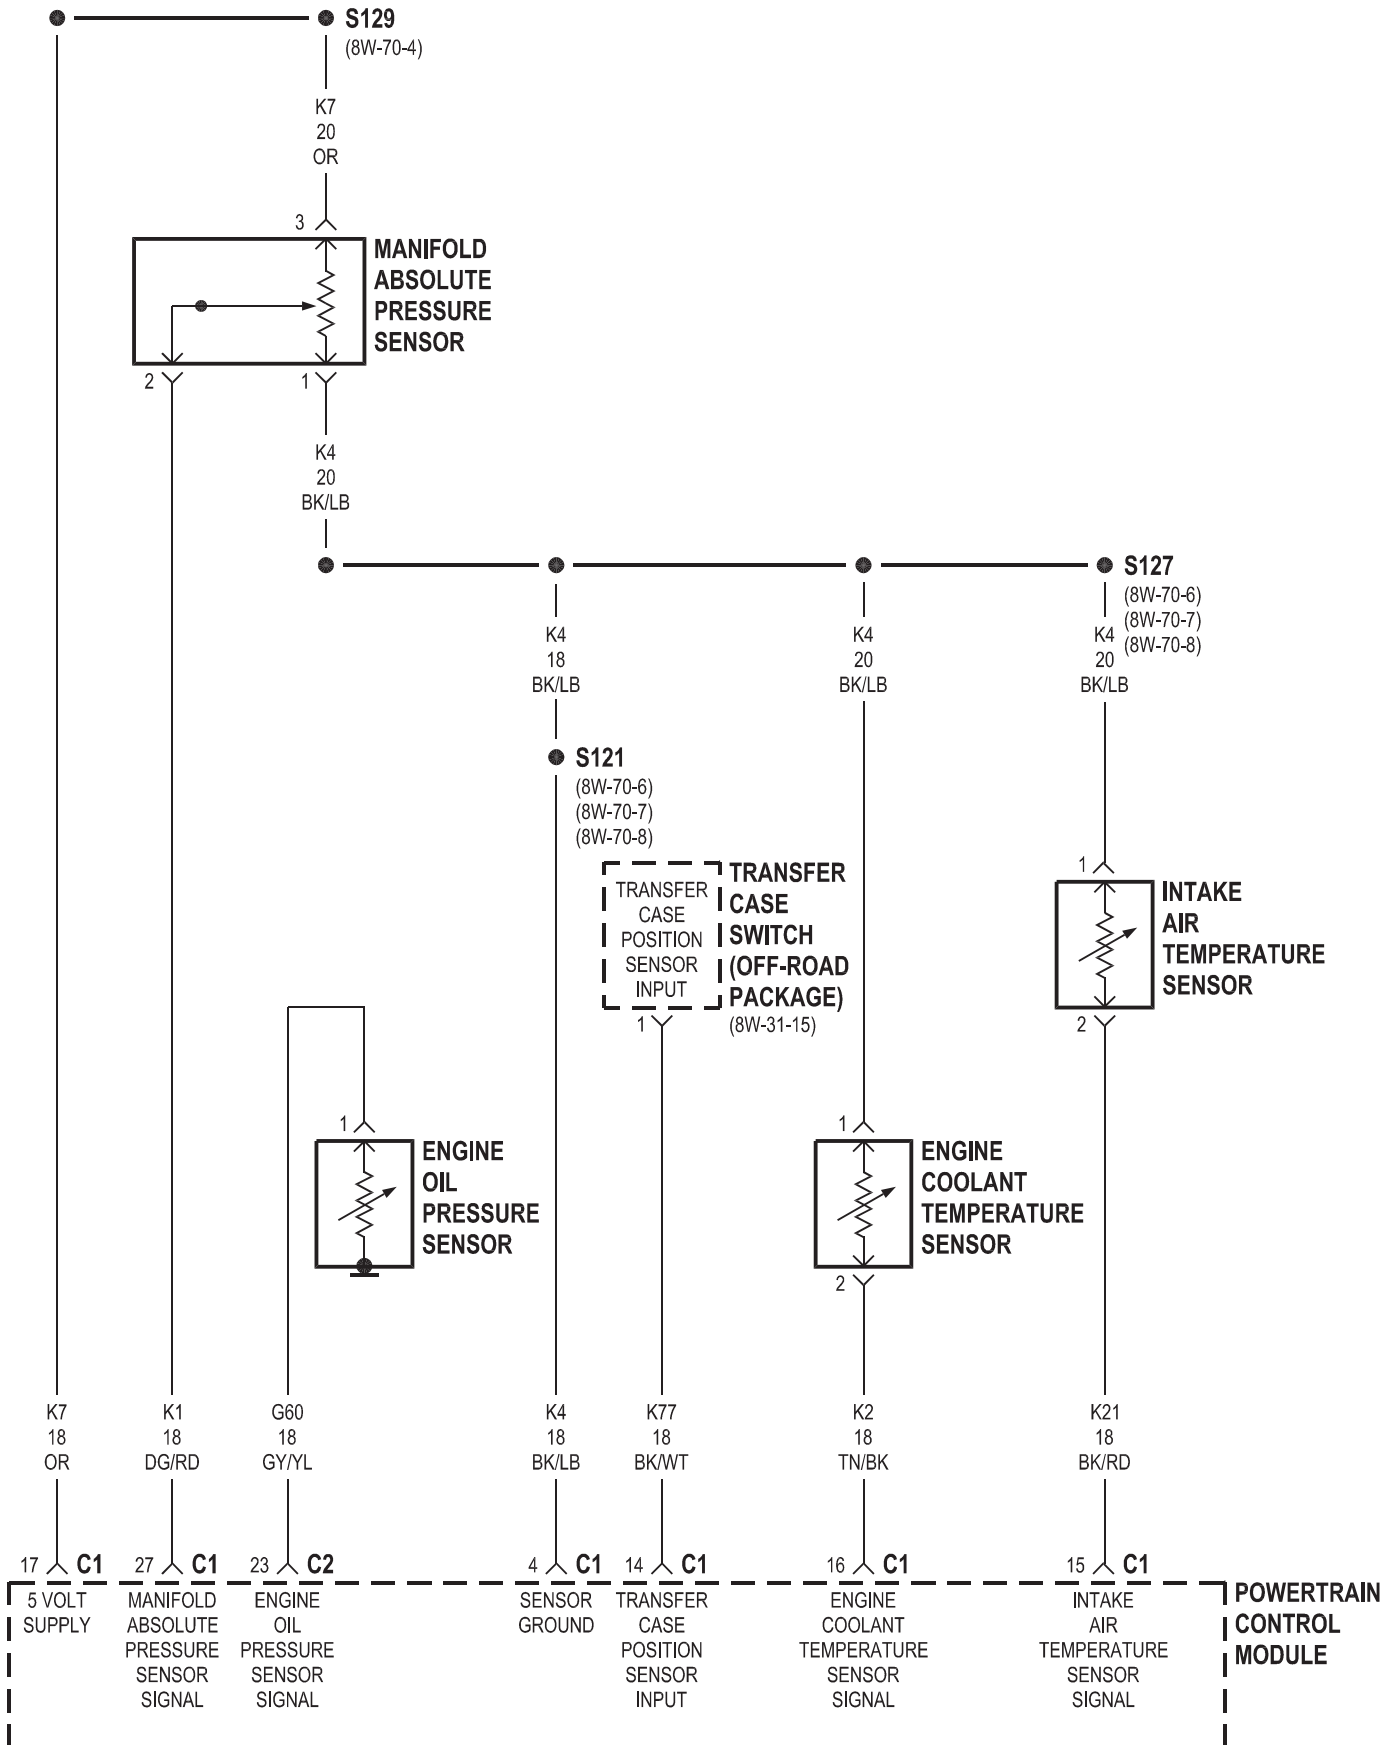 S129
(8W-70-4)
K7
20
OR
3
MANIFOLD
ABSOLUTE
PRESSURE
SENSOR
2
1
K4
20
BK/LB
S127
(8W-70-6)
(8W-70-7)
(8W-70-8)
K4
18
BK/LB
K4
20
BK/LB
K4
20
BK/LB
S121
(8W-70-6)
(8W-70-7)
(8W-70-8)
TRANSFER
CASE
POSITION
SENSOR
INPUT
TRANSFER
CASE
SWITCH
(OFF-ROAD
PACKAGE)
(8W-31-15)
1
1
INTAKE
AIR
TEMPERATURE
SENSOR
2
1
ENGINE
OIL
PRESSURE
SENSOR
1
ENGINE
COOLANT
TEMPERATURE
SENSOR
2
K7
18
OR
K1
18
DG/RD
G60
18
GY/YL
K4
18
BK/LB
K77
18
BK/WT
K2
18
TN/BK
K21
18
BK/RD
17 C1
27 C1
23 C2
4 C1
14 C1
16 C1
15 C1
5 VOLT
SUPPLY
MANIFOLD
ABSOLUTE
PRESSURE
SENSOR
SIGNAL
ENGINE
OIL
PRESSURE
SENSOR
SIGNAL
SENSOR
GROUND
TRANSFER
CASE
POSITION
SENSOR
INPUT
ENGINE
COOLANT
TEMPERATURE
SENSOR
SIGNAL
INTAKE
AIR
TEMPERATURE
SENSOR
SIGNAL
POWERTRAIN
CONTROL
MODULE